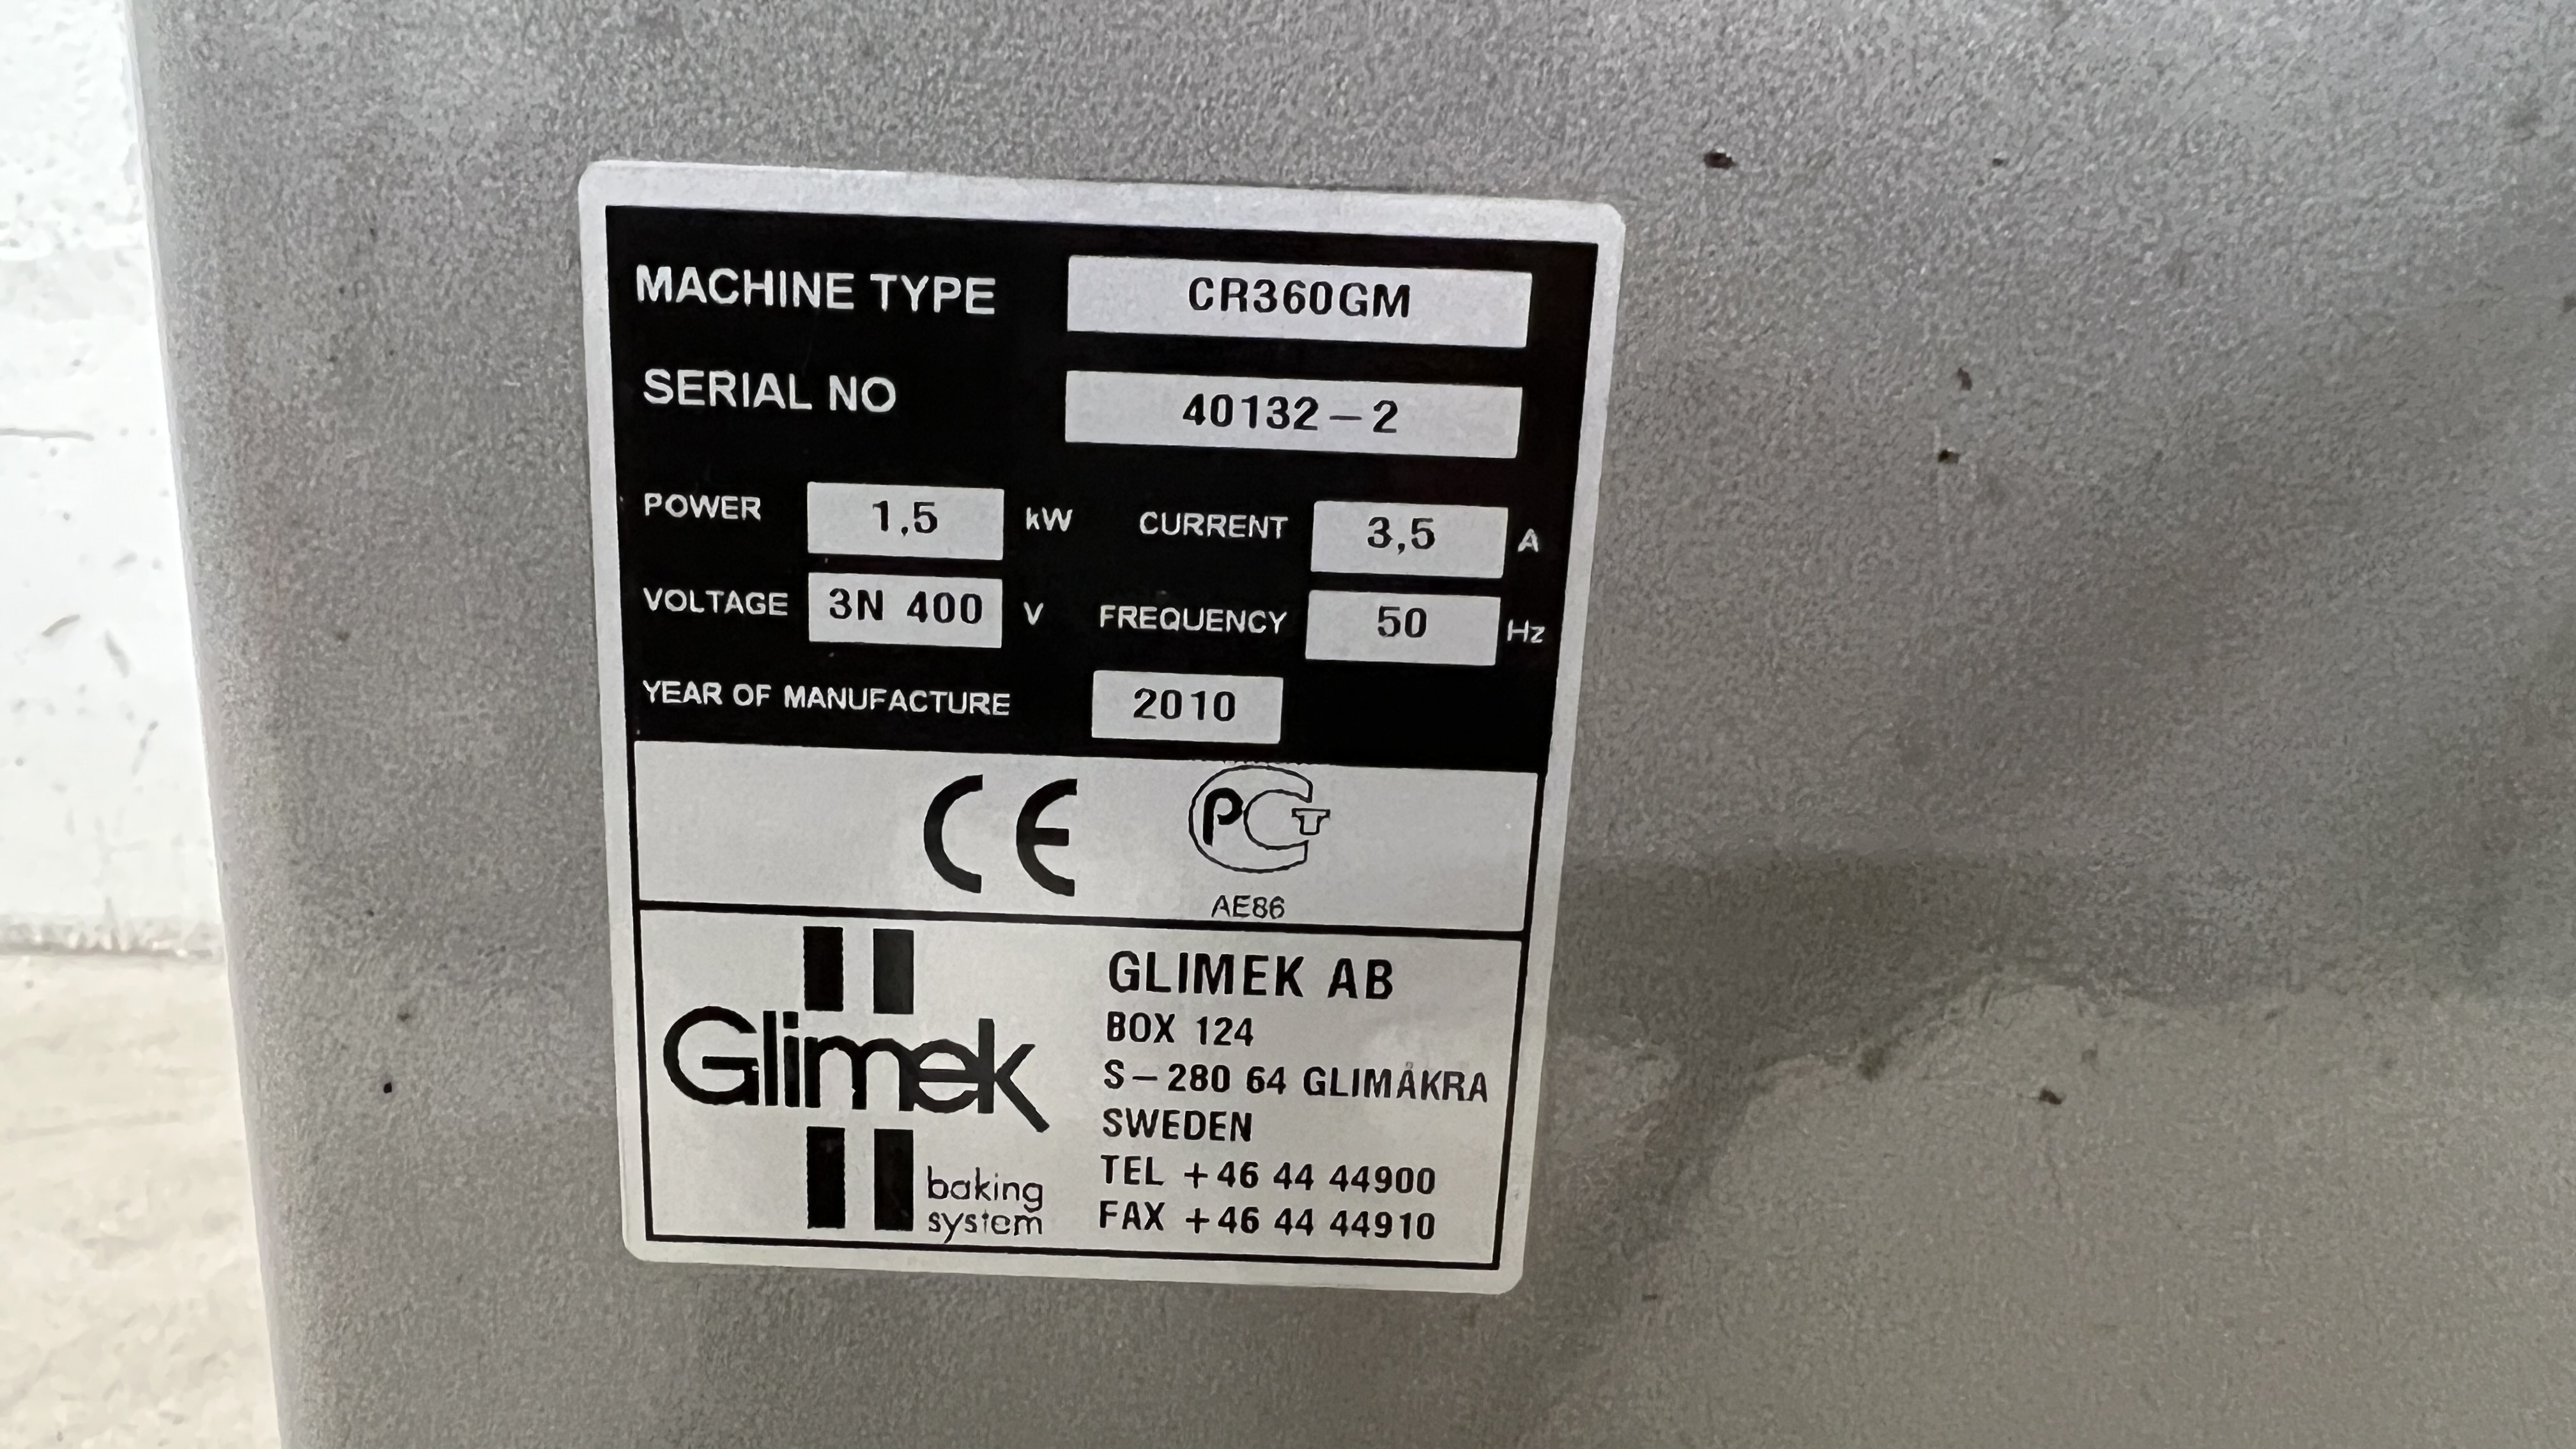 MACHINE TYPE CR360GM
SERIAL NO 40132-2
POWER 1,5 kW CURRENT 3,5 A
VOLTAGE 3N 400 V FREQUENCY 50 Hz
YEAR OF MANUFACTURE 2010
CE PCT
AE86
Glimek
baking
system
GLIMEK AB
BOX 124
S-280 64 GLIMÅKRA
SWEDEN
TEL +46 44 44900
FAX +46 44 44910